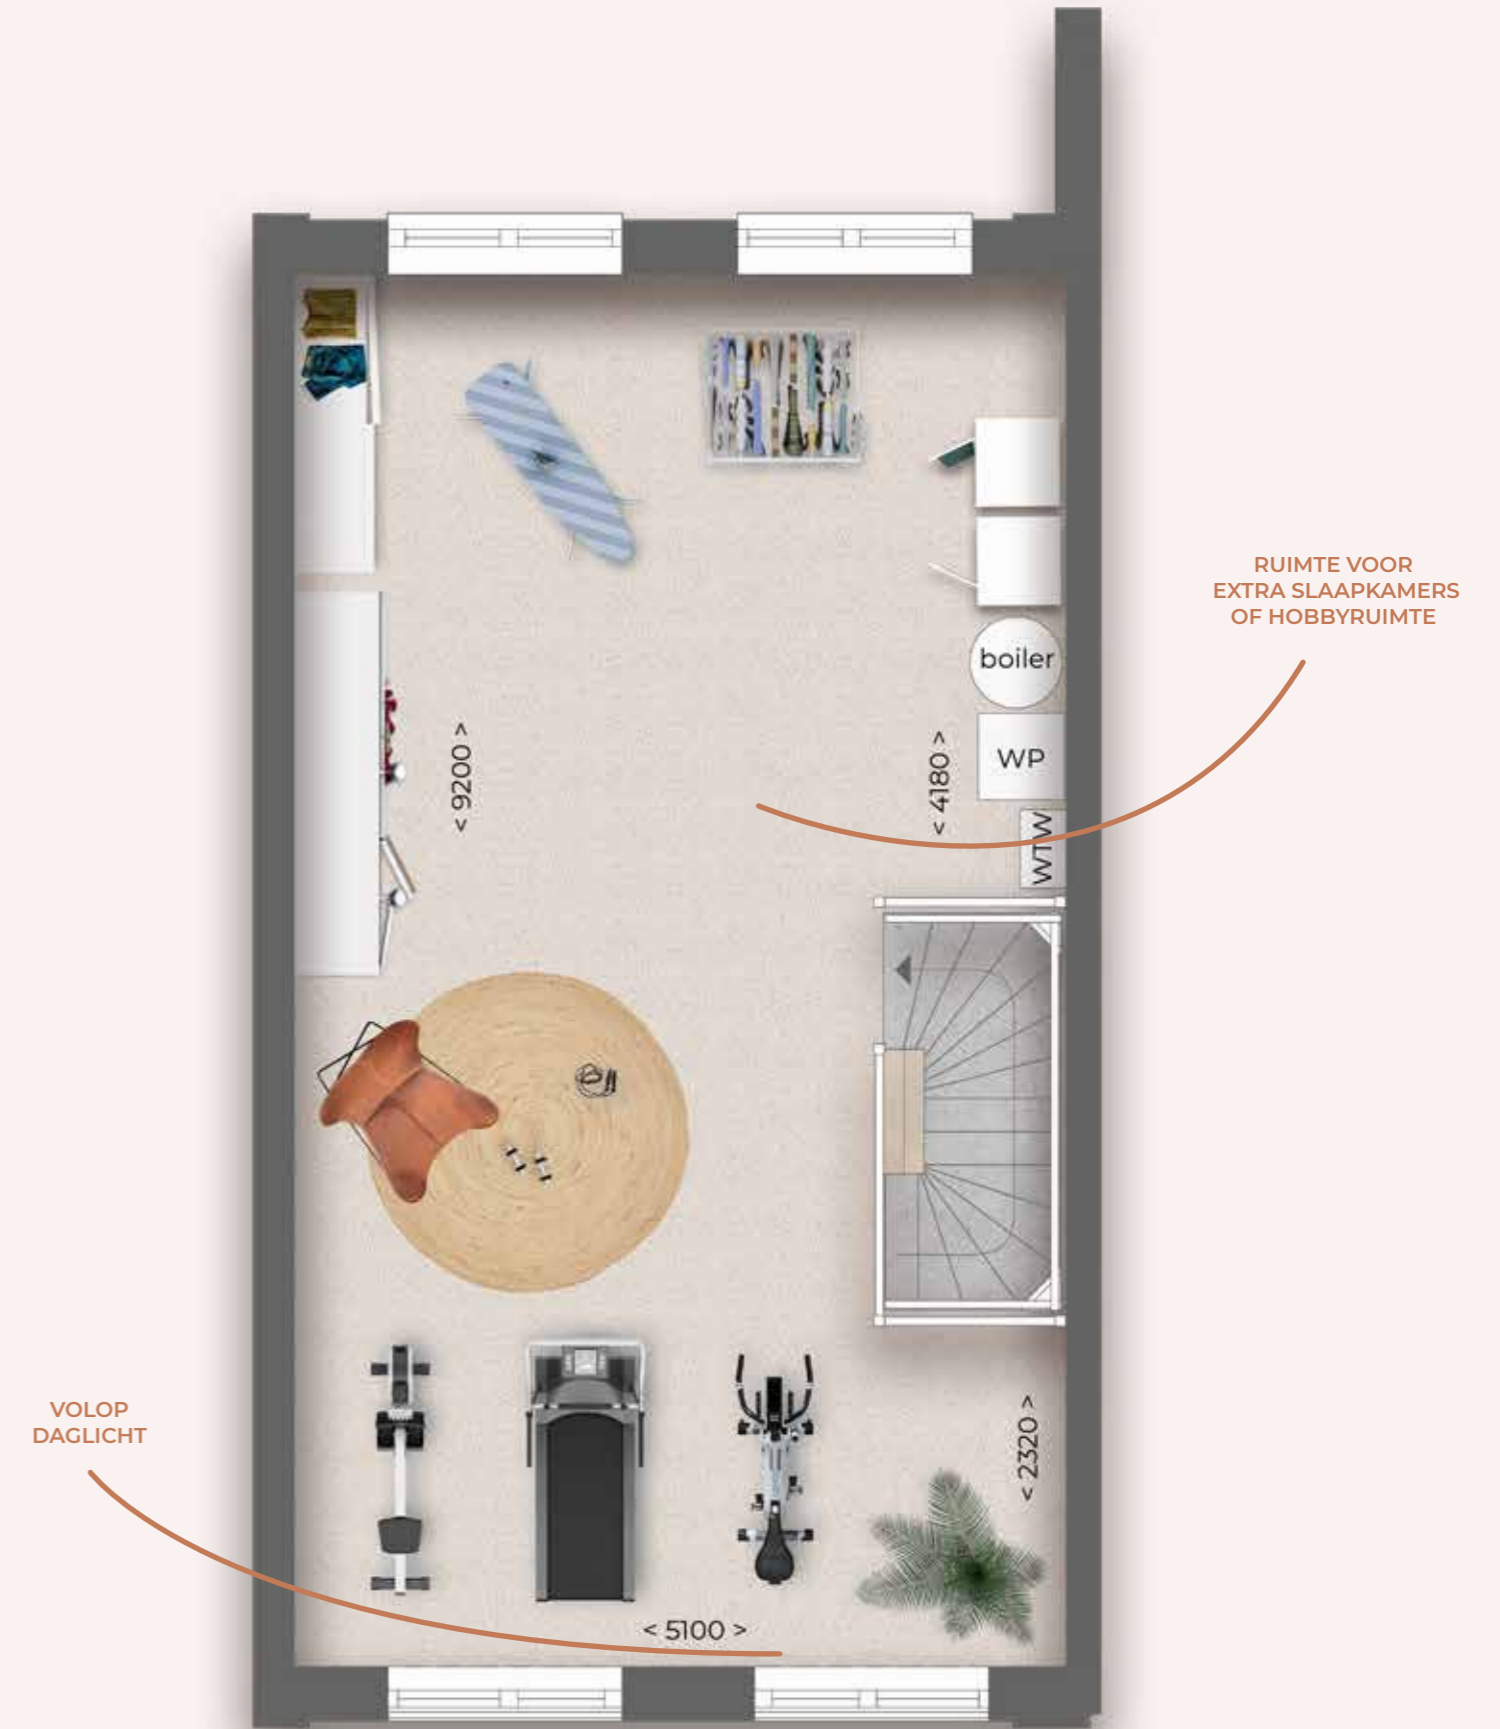 RUIMTE VOOR
EXTRA SLAAPKAMERS
OF HOBBYRUIMTE
boiler
WP
WTW
< 9200 >
< 4180 >
VOLOP
DAGLICHT
< 2320 >
< 5100 >